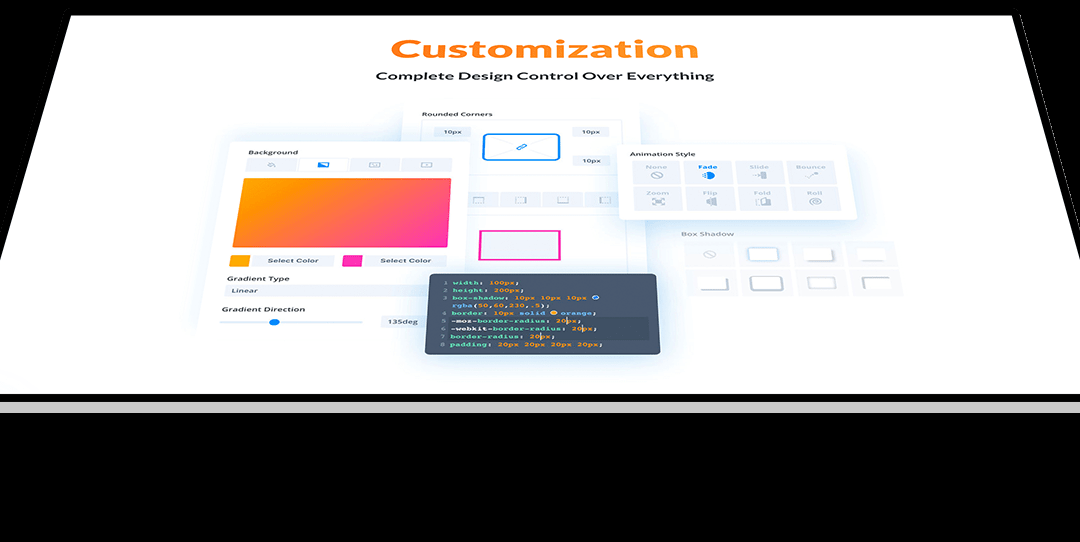 Customization
Complete Design Control Over Everything
Rounded Corners
10px
10px
10px
Background
Select Color
Select Color
Gradient Type
Linear
Gradient Direction
135deg
Animation Style
None
Fade
Slide
Bounce
Zoom
Flip
Fold
Roll
Box Shadow
1 width: 100px;
2 height: 200px;
3 box-shadow: 10px 10px 10px
rgba(50,60,230,.5);
4 border: 10px solid orange;
5 -moz-border-radius: 20px;
6 -webkit-border-radius: 20px;
7 border-radius: 20px;
8 padding: 20px 20px 20px 20px;